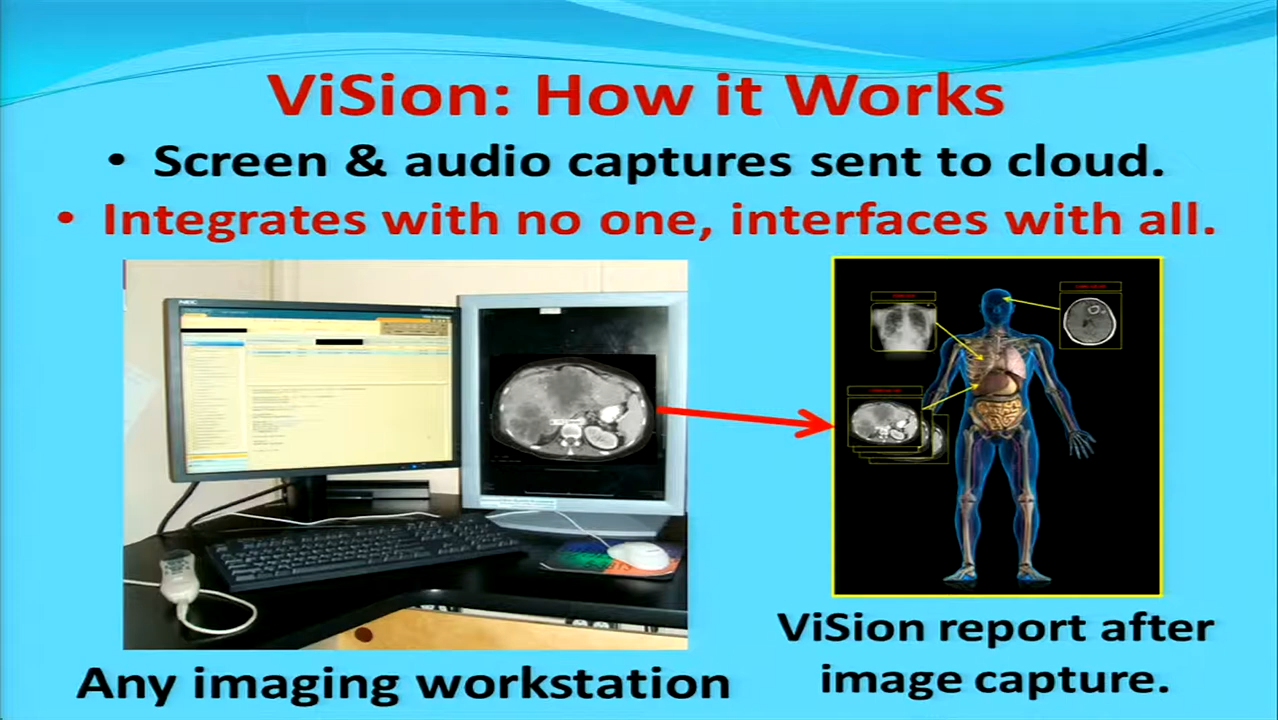 ViSion: How it Works
• Screen & audio captures sent to cloud.
• Integrates with no one, interfaces with all.
NEC
Any imaging workstation
ViSion report after
image capture.